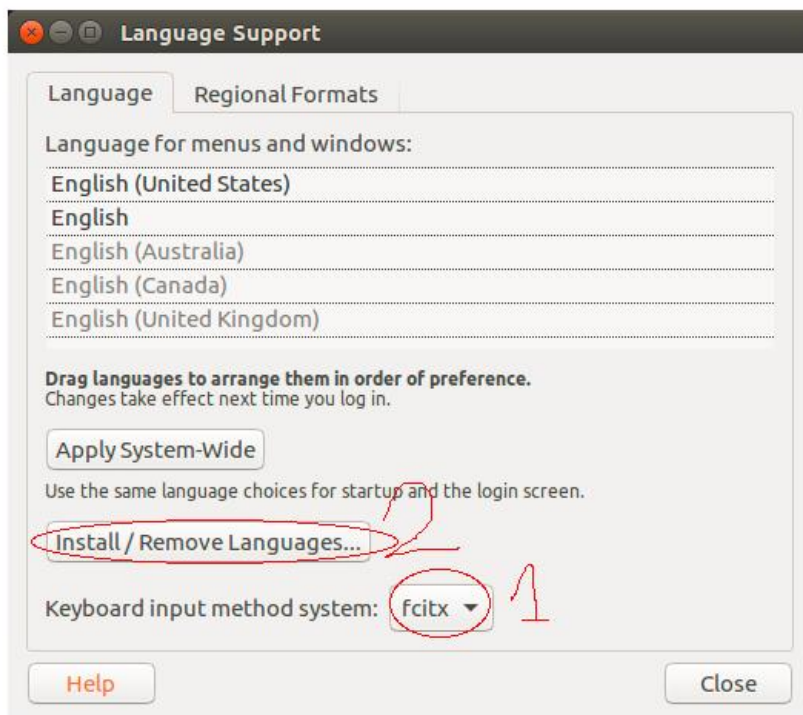 Language Support
Language Regional Formats
Language for menus and windows:
English (United States)
English
English (Australia)
English (Canada)
English (United Kingdom)
Drag languages to arrange them in order of preference.
Changes take effect next time you log in.
Apply System-Wide
Use the same language choices for startup and the login screen.
2
Install / Remove Languages...
Keyboard input method system: fcitx 1
Help Close